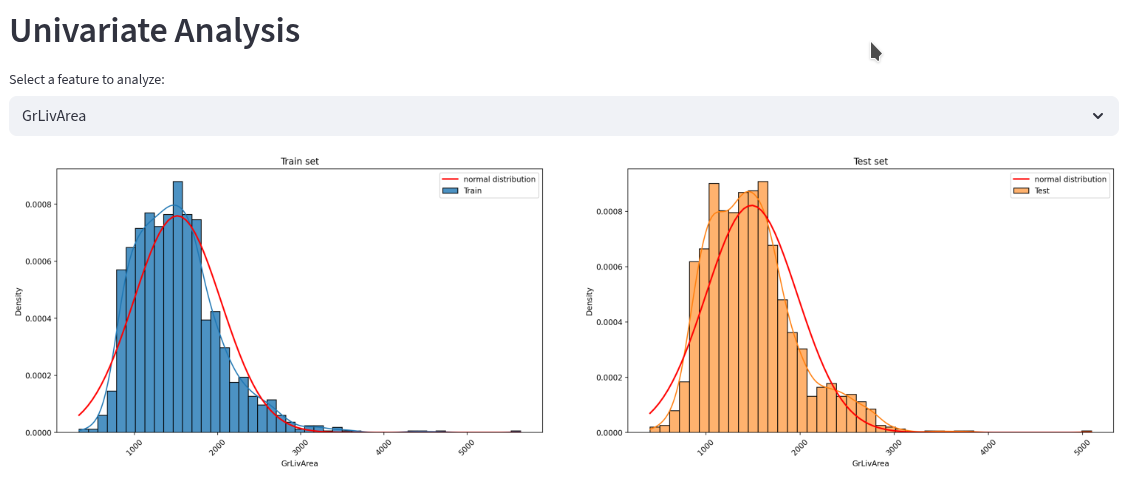 Univariate Analysis
Select a feature to analyze:
GrLivArea
Train set
normal distribution
Train
0.0008
0.0006
0.0004
0.0002
0.0000
Density
1000
2000
3000
4000
5000
GrLivArea
Test set
normal distribution
Test
0.0008
0.0006
0.0004
0.0002
0.0000
Density
1000
2000
3000
4000
5000
GrLivArea